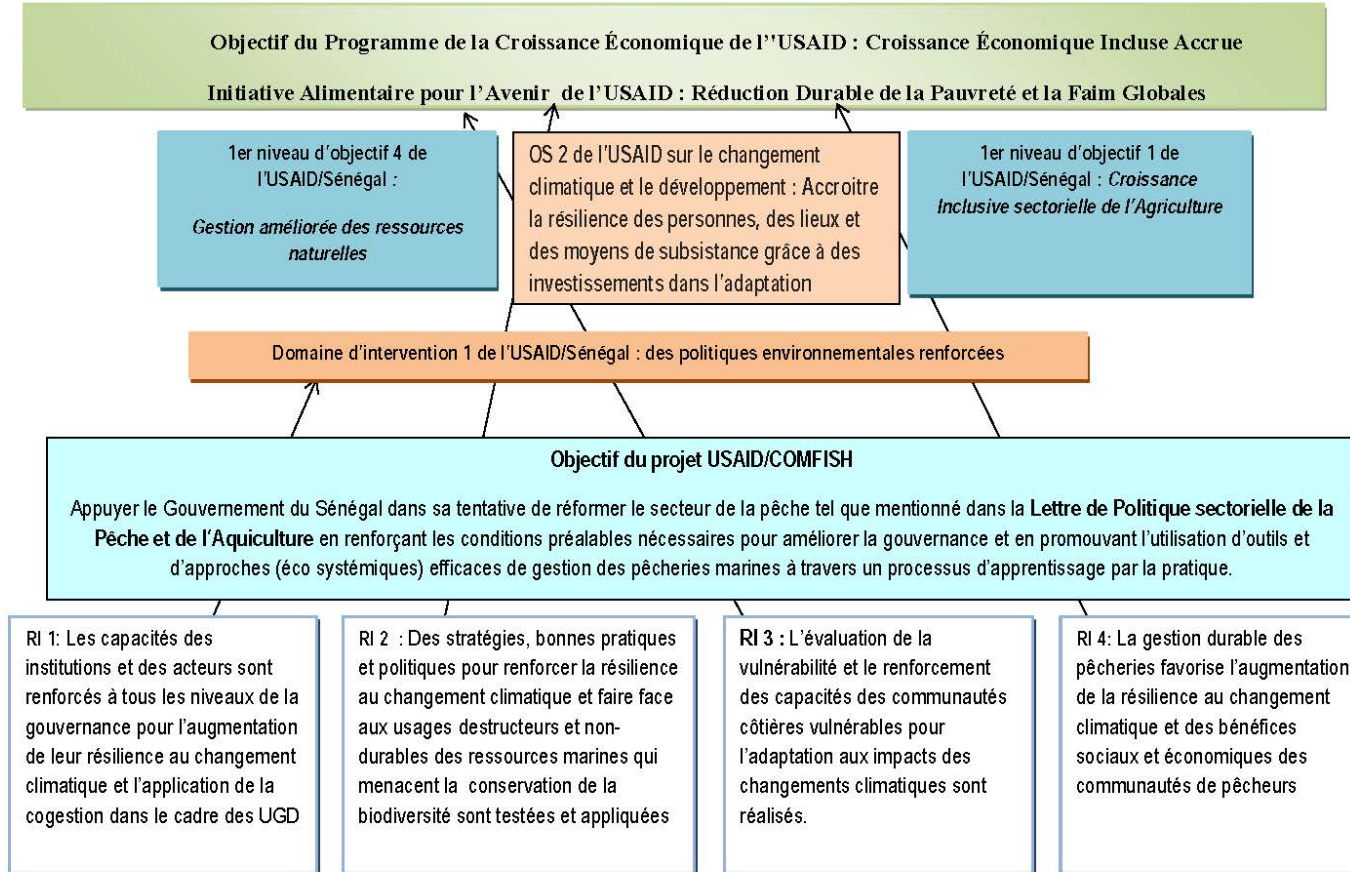 Objectif du Programme de la Croissance Économique de l''USAID : Croissance Économique Incluse Accrue
Initiative Alimentaire pour l'Avenir de l'USAID : Réduction Durable de la Pauvreté et la Faim Globales
1er niveau d'objectif 4 de
l'USAID/Sénégal :
Gestion améliorée des ressources
naturelles
OS 2 de l'USAID sur le changement
climatique et le développement : Accroitre
la résilience des personnes, des lieux et
des moyens de subsistance grâce à des
investissements dans l'adaptation
1er niveau d'objectif 1 de
l'USAID/Sénégal : Croissance
Inclusive sectorielle de l'Agriculture
Domaine d'intervention 1 de l'USAID/Sénégal : des politiques environnementales renforcées
Objectif du projet USAID/COMFISH
Appuyer le Gouvernement du Sénégal dans sa tentative de réformer le secteur de la pêche tel que mentionné dans la Lettre de Politique sectorielle de la
Pêche et de l'Aquiculture en renforçant les conditions préalables nécessaires pour améliorer la gouvernance et en promouvant l'utilisation d'outils et
d'approches (éco systémiques) efficaces de gestion des pêcheries marines à travers un processus d'apprentissage par la pratique.
RI 1: Les capacités des
institutions et des acteurs sont
renforcés à tous les niveaux de la
gouvernance pour l'augmentation
de leur résilience au changement
climatique et l'application de la
cogestion dans le cadre des UGD
RI 2 : Des stratégies, bonnes pratiques
et politiques pour renforcer la résilience
au changement climatique et faire face
aux usages destructeurs et non-
durables des ressources marines qui
menacent la conservation de la
biodiversité sont testées et appliquées
RI 3 : L'évaluation de la
vulnérabilité et le renforcement
des capacités des communautés
côtières vulnérables pour
l'adaptation aux impacts des
changements climatiques sont
réalisés.
RI 4: La gestion durable des
pêcheries favorise l'augmentation
de la résilience au changement
climatique et des bénéfices
sociaux et économiques des
communautés de pêcheurs